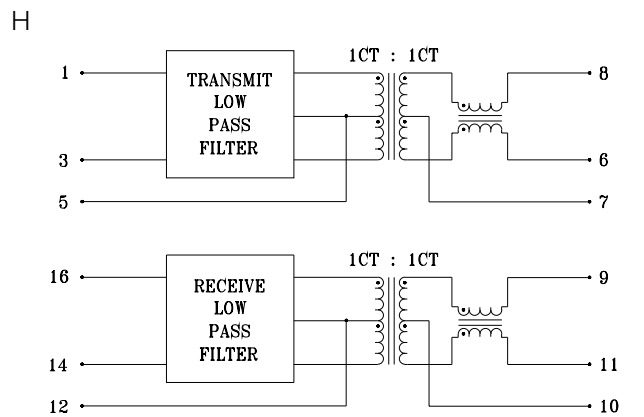 H
1CT : 1CT
1
TRANSMIT
LOW
PASS
FILTER
8
3
6
5
7
1CT : 1CT
16
RECEIVE
LOW
PASS
FILTER
9
14
11
12
10